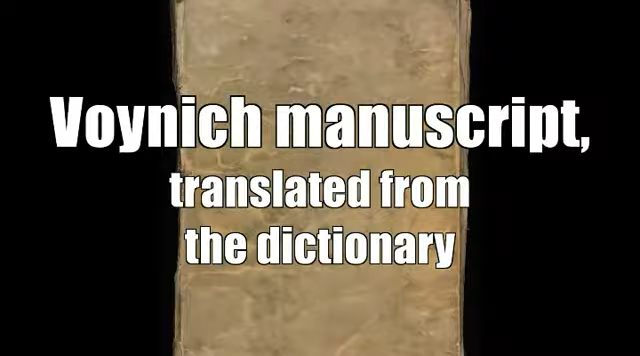 Voynich manuscript,
translated from
the dictionary